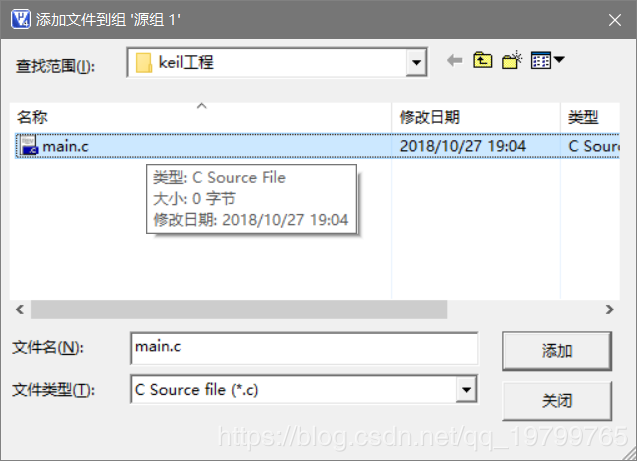 添加文件到组 '源组 1'
查找范围(I):
keil工程
名称
修改日期
类型
main.c
2018/10/27 19:04
C Sour
类型: C Source File
大小: 0 字节
修改日期: 2018/10/27 19:04
文件名(N):
main.c
添加
文件类型(T):
C Source file (*.c)
关闭
https://blog.csdn.net/qq_19799765